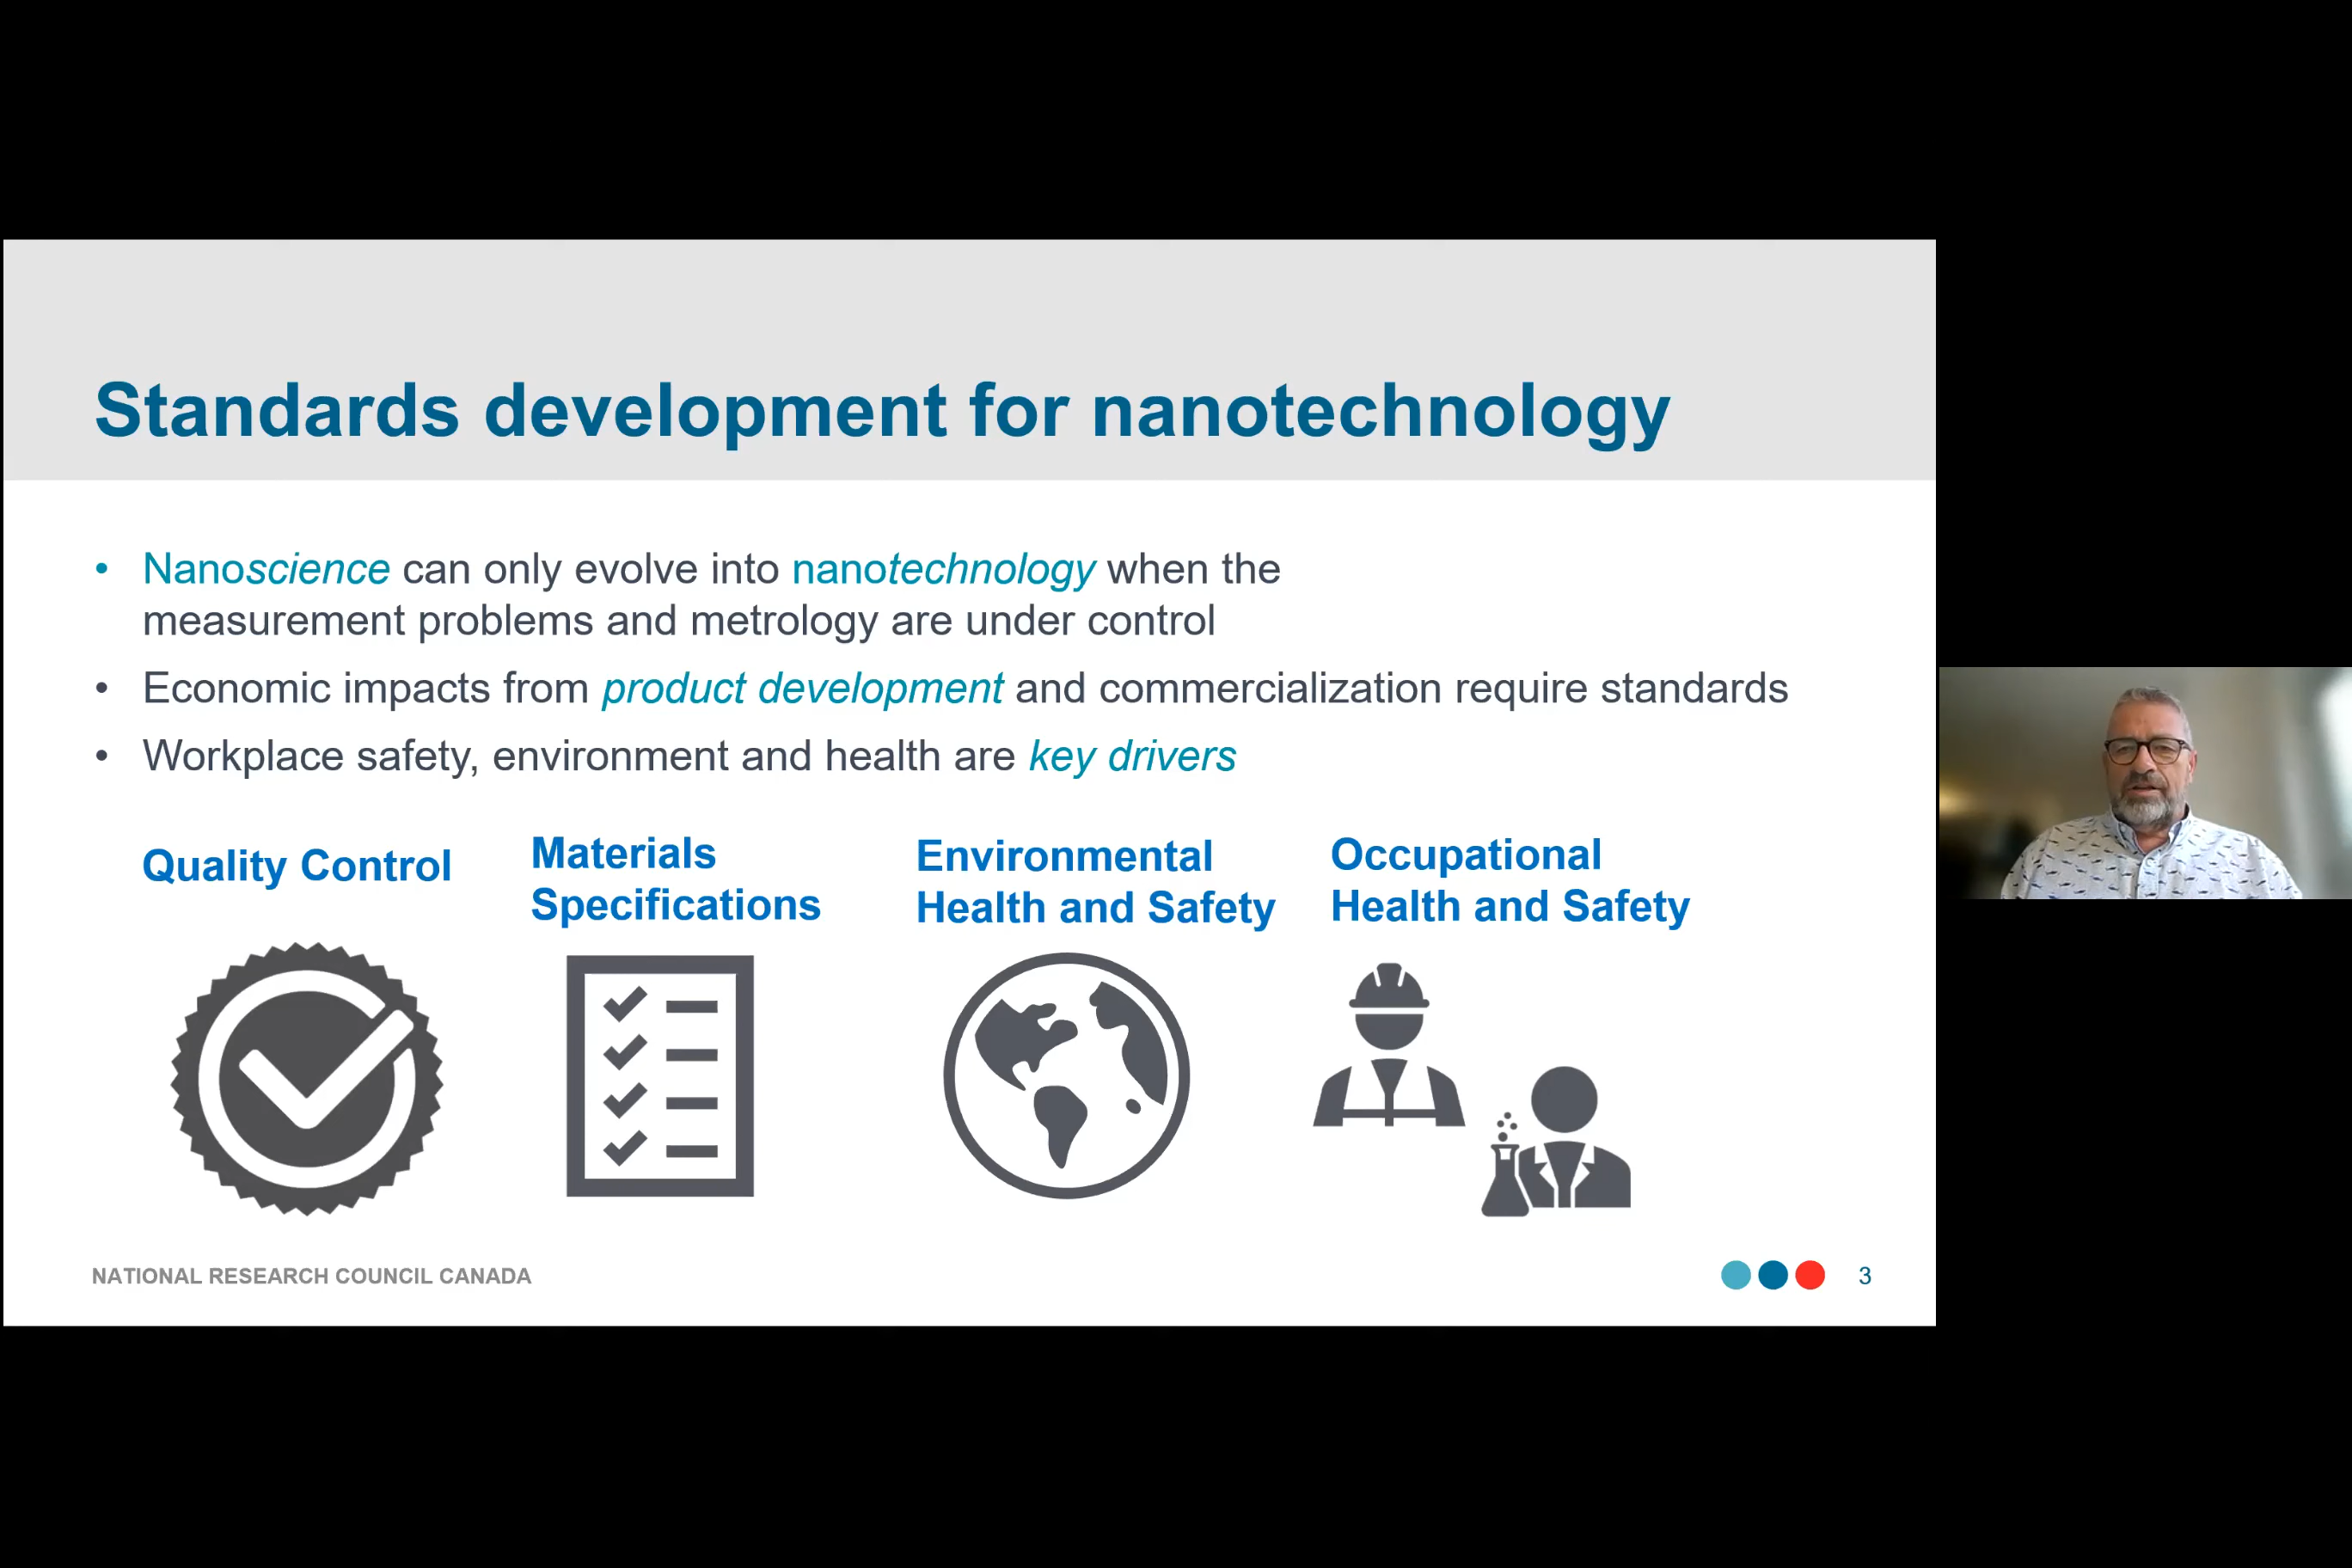 Standards development for nanotechnology
• Nanoscience can only evolve into nanotechnology when the
measurement problems and metrology are under control
• Economic impacts from product development and commercialization require standards
• Workplace safety, environment and health are key drivers
Quality Control
Materials
Specifications
Environmental
Health and Safety
Occupational
Health and Safety
NATIONAL RESEARCH COUNCIL CANADA
3